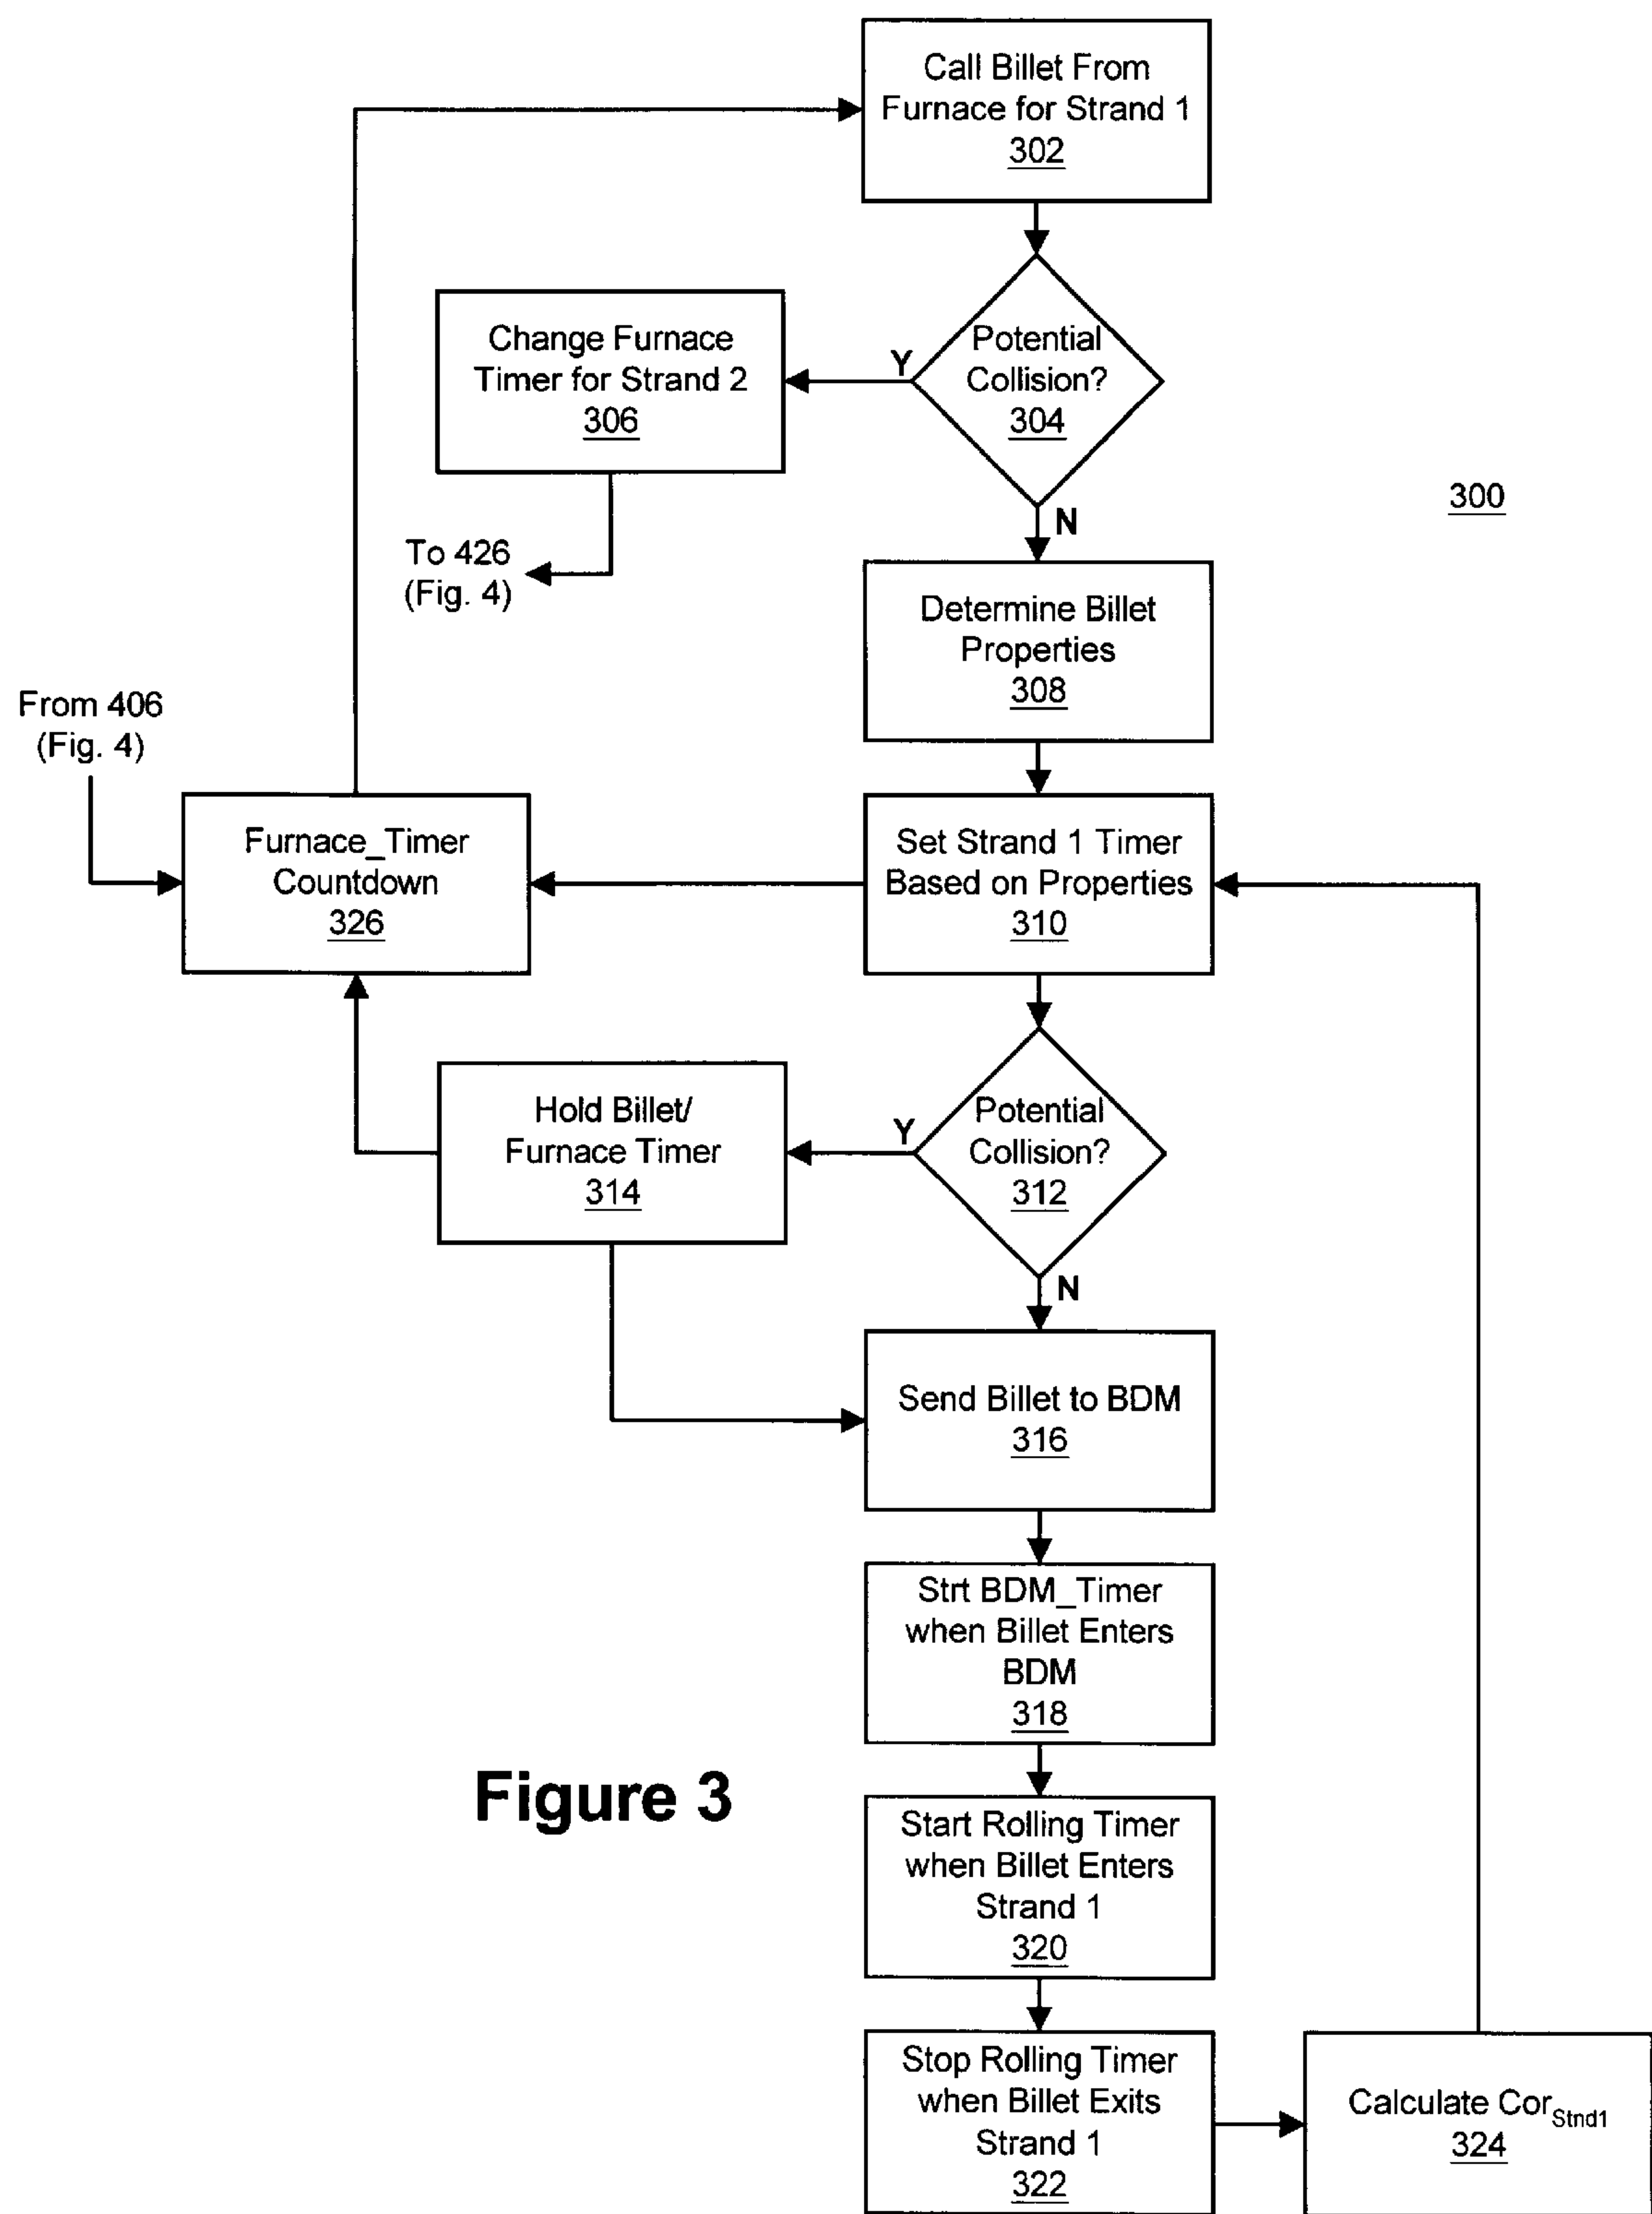 Call Billet From
Furnace for Strand 1
302
Potential
Collision?
304
Y
N
Change Furnace
Timer for Strand 2
306
To 426
(Fig. 4)
300
Determine Billet
Properties
308
From 406
(Fig. 4)
Furnace_Timer
Countdown
326
Set Strand 1 Timer
Based on Properties
310
Potential
Collision?
312
Y
N
Hold Billet/
Furnace Timer
314
Send Billet to BDM
316
Strt BDM_Timer
when Billet Enters
BDM
318
Figure 3
Start Rolling Timer
when Billet Enters
Strand 1
320
Stop Rolling Timer
when Billet Exits
Strand 1
322
Calculate Cor Stnd1
324